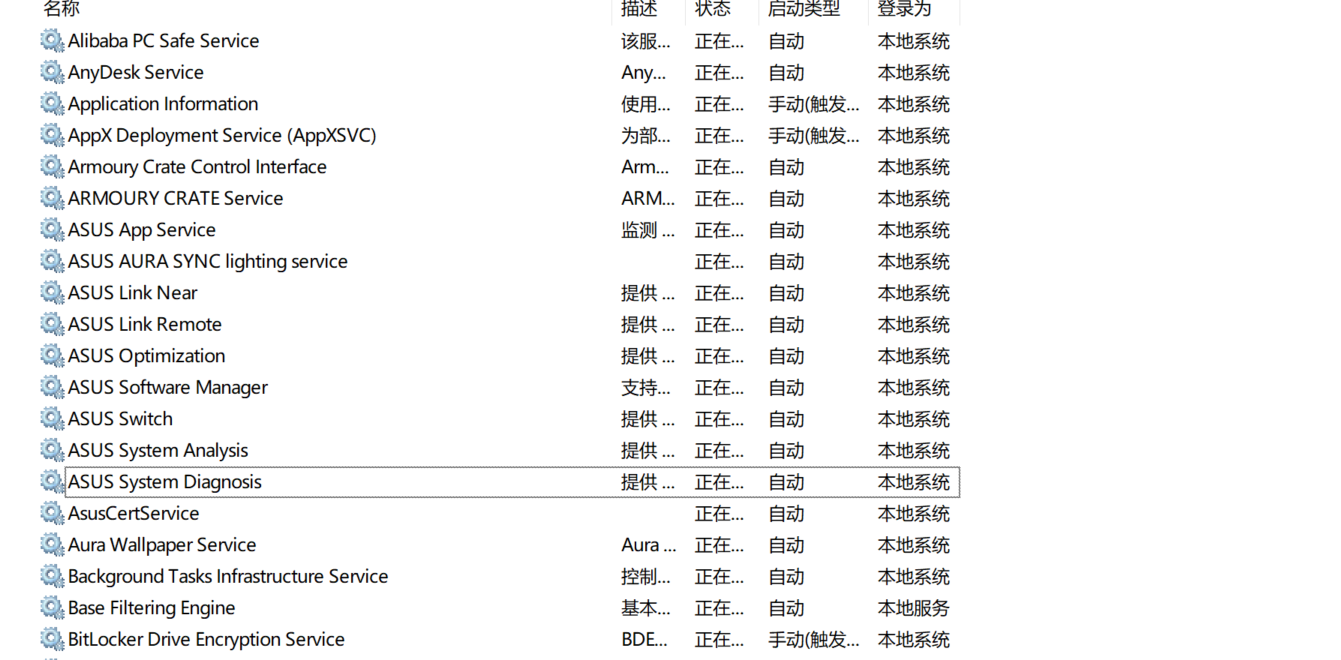 名称 描述 状态 启动类型 登录为
Alibaba PC Safe Service 该服... 正在... 自动 本地系统
AnyDesk Service Any... 正在... 自动 本地系统
Application Information 使用... 正在... 手动(触发... 本地系统
AppX Deployment Service (AppXSVC) 为部... 正在... 手动(触发... 本地系统
Armoury Crate Control Interface Arm... 正在... 自动 本地系统
ARMOURY CRATE Service ARM... 正在... 自动 本地系统
ASUS App Service 监测 ... 正在... 自动 本地系统
ASUS AURA SYNC lighting service 正在... 自动 本地系统
ASUS Link Near 提供 ... 正在... 自动 本地系统
ASUS Link Remote 提供 ... 正在... 自动 本地系统
ASUS Optimization 提供 ... 正在... 自动 本地系统
ASUS Software Manager 支持... 正在... 自动 本地系统
ASUS Switch 提供 ... 正在... 自动 本地系统
ASUS System Analysis 提供 ... 正在... 自动 本地系统
ASUS System Diagnosis 提供 ... 正在... 自动 本地系统
AsusCertService 正在... 自动 本地系统
Aura Wallpaper Service Aura ... 正在... 自动 本地系统
Background Tasks Infrastructure Service 控制... 正在... 自动 本地系统
Base Filtering Engine 基本... 正在... 自动 本地服务
BitLocker Drive Encryption Service BDE... 正在... 手动(触发... 本地系统